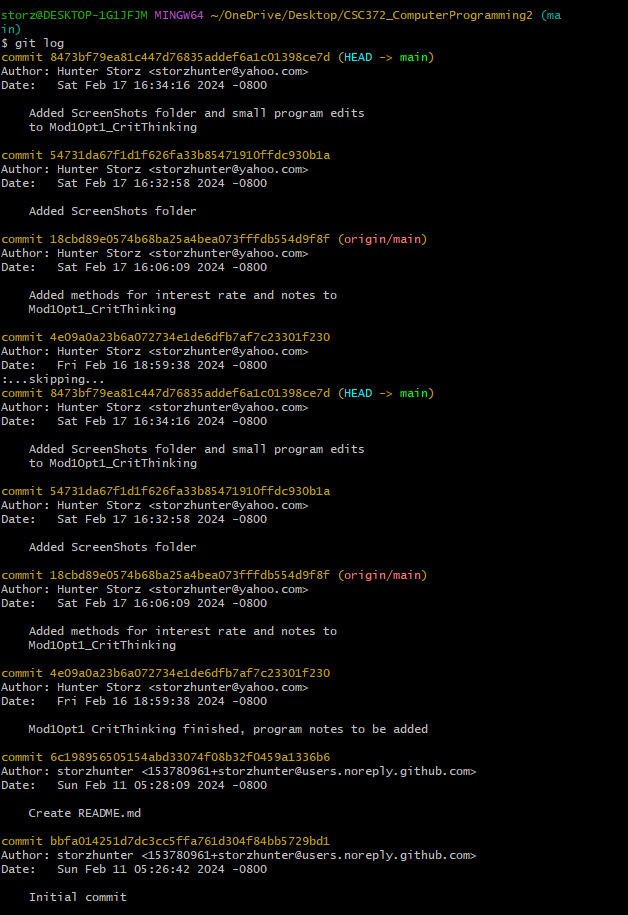 storz@DESKTOP-1G1JFJM MINGW64 ~/OneDrive/Desktop/CSC372_ComputerProgramming2 (ma
in)
$ git log
commit 8473bf79ea81c447d76835addef6a1c01398ce7d (HEAD -> main)
Author: Hunter Storz <storzhunter@yahoo.com>
Date:   Sat Feb 17 16:34:16 2024 -0800

    Added ScreenShots folder and small program edits
    to Mod1Opt1_CritThinking

commit 54731da67f1d1f626fa33b85471910ffdc930b1a
Author: Hunter Storz <storzhunter@yahoo.com>
Date:   Sat Feb 17 16:32:58 2024 -0800

    Added ScreenShots folder

commit 18cbd89e0574b68ba25a4bea073fffdb554d9f8f (origin/main)
Author: Hunter Storz <storzhunter@yahoo.com>
Date:   Sat Feb 17 16:06:09 2024 -0800

    Added methods for interest rate and notes to
    Mod1Opt1_CritThinking

commit 4e09a0a23b6a072734e1de6dfb7af7c23301f230
Author: Hunter Storz <storzhunter@yahoo.com>
Date:   Fri Feb 16 18:59:38 2024 -0800
:...skipping...
commit 8473bf79ea81c447d76835addef6a1c01398ce7d (HEAD -> main)
Author: Hunter Storz <storzhunter@yahoo.com>
Date:   Sat Feb 17 16:34:16 2024 -0800

    Added ScreenShots folder and small program edits
    to Mod1Opt1_CritThinking

commit 54731da67f1d1f626fa33b85471910ffdc930b1a
Author: Hunter Storz <storzhunter@yahoo.com>
Date:   Sat Feb 17 16:32:58 2024 -0800

    Added ScreenShots folder

commit 18cbd89e0574b68ba25a4bea073fffdb554d9f8f (origin/main)
Author: Hunter Storz <storzhunter@yahoo.com>
Date:   Sat Feb 17 16:06:09 2024 -0800

    Added methods for interest rate and notes to
    Mod1Opt1_CritThinking

commit 4e09a0a23b6a072734e1de6dfb7af7c23301f230
Author: Hunter Storz <storzhunter@yahoo.com>
Date:   Fri Feb 16 18:59:38 2024 -0800

    Mod1Opt1 CritThinking finished, program notes to be added

commit 6c198956505154abd33074f08b32f0459a1336b6
Author: storzhunter <153780961+storzhunter@users.noreply.github.com>
Date:   Sun Feb 11 05:28:09 2024 -0800

    Create README.md

commit bbfa014251d7dc3cc5ffa761d304f84bb5729bd1
Author: storzhunter <153780961+storzhunter@users.noreply.github.com>
Date:   Sun Feb 11 05:26:42 2024 -0800

    Initial commit